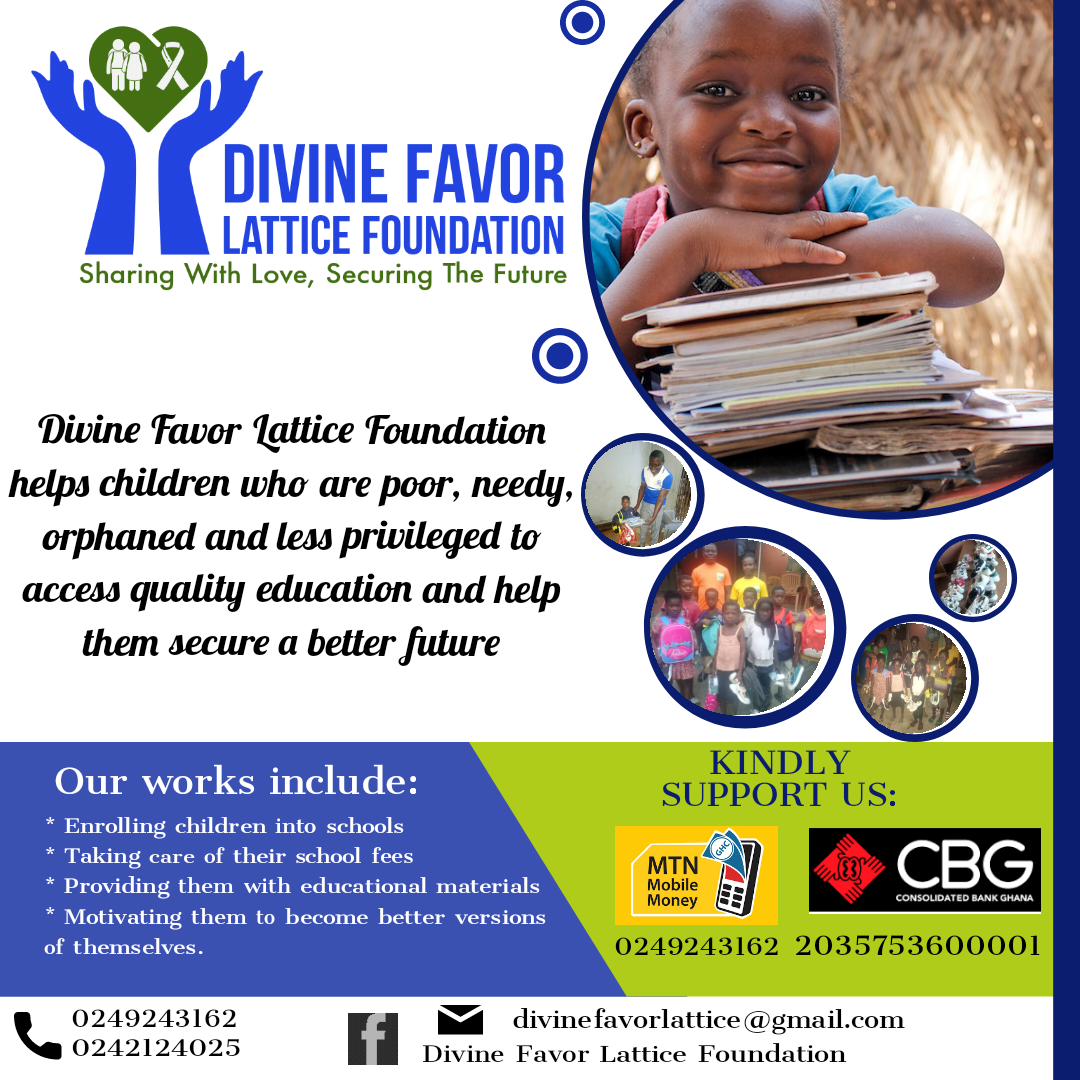 DIVINE FAVOR
LATTICE FOUNDATION
Sharing With Love, Securing The Future
Divine Favor Lattice Foundation
helps children who are poor, needy,
orphaned and less privileged to
access quality education and help
them secure a better future
Our works include:
* Enrolling children into schools
* Taking care of their school fees
* Providing them with educational materials
* Motivating them to become better versions
of themselves.
KINDLY
SUPPORT US:
MTN
Mobile
Money
GHC
CBG
CONSOLIDATED BANK GHANA
0249243162
2035753600001
0249243162
0242124025
f
divinefavorlattice@gmail.com
Divine Favor Lattice Foundation